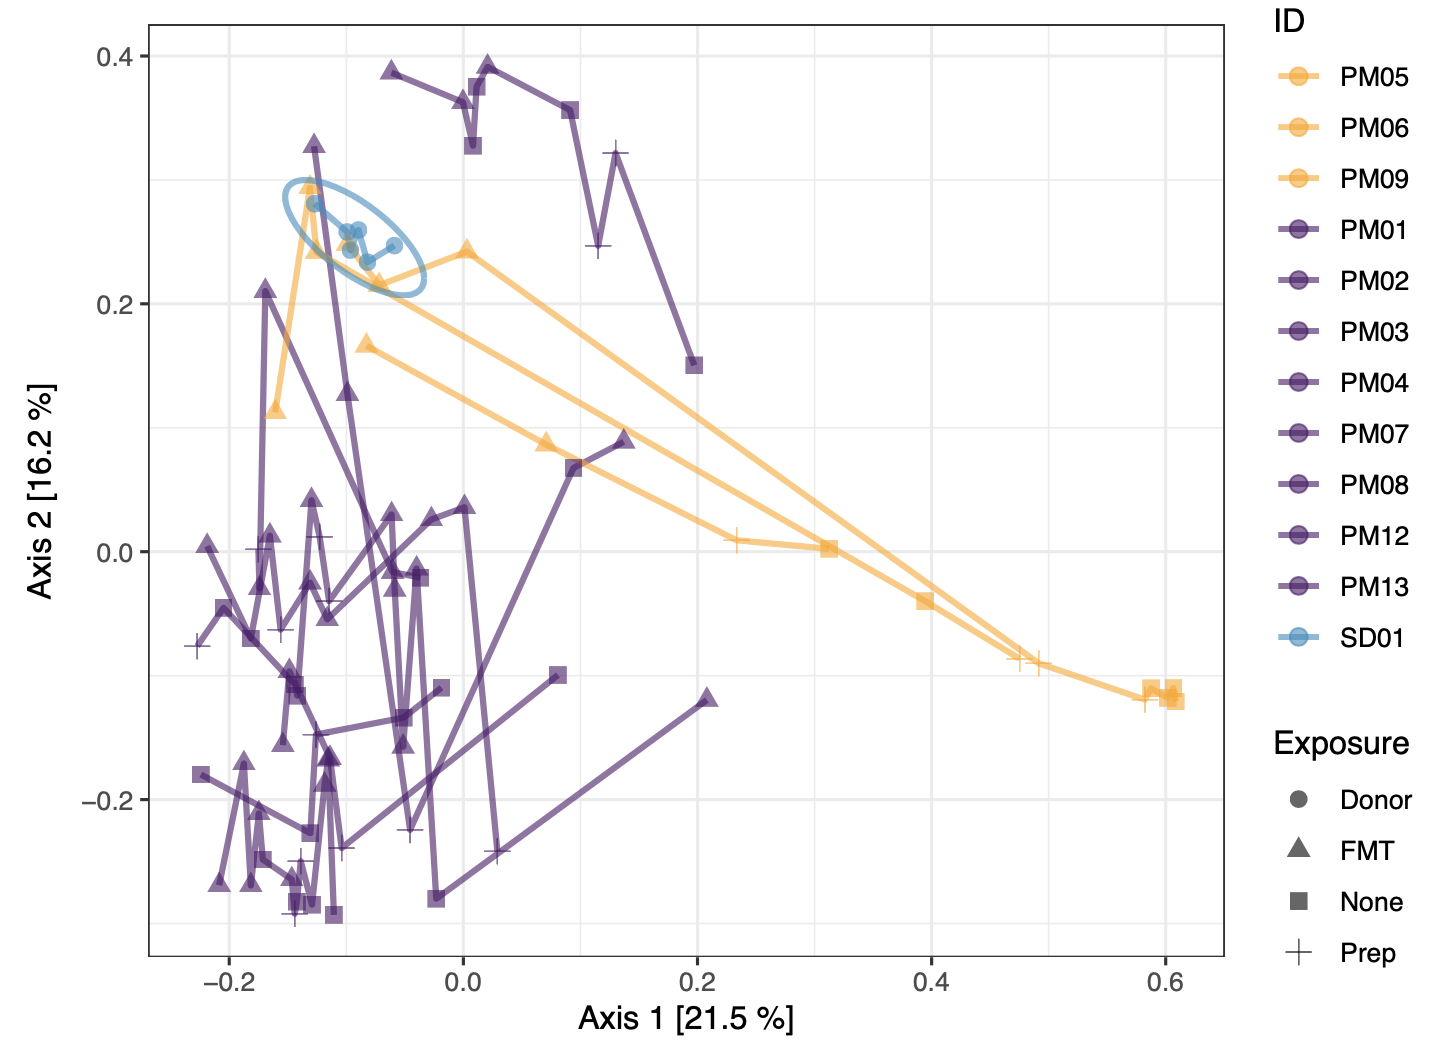 ID
PM05
PM06
PM09
PM01
PM02
PM03
PM04
PM07
PM08
PM12
PM13
SD01
Exposure
Donor
FMT
None
Prep
Axis 2 [16.2 %]
0.4
0.2
0.0
−0.2
−0.2
0.0
0.2
0.4
0.6
Axis 1 [21.5 %]